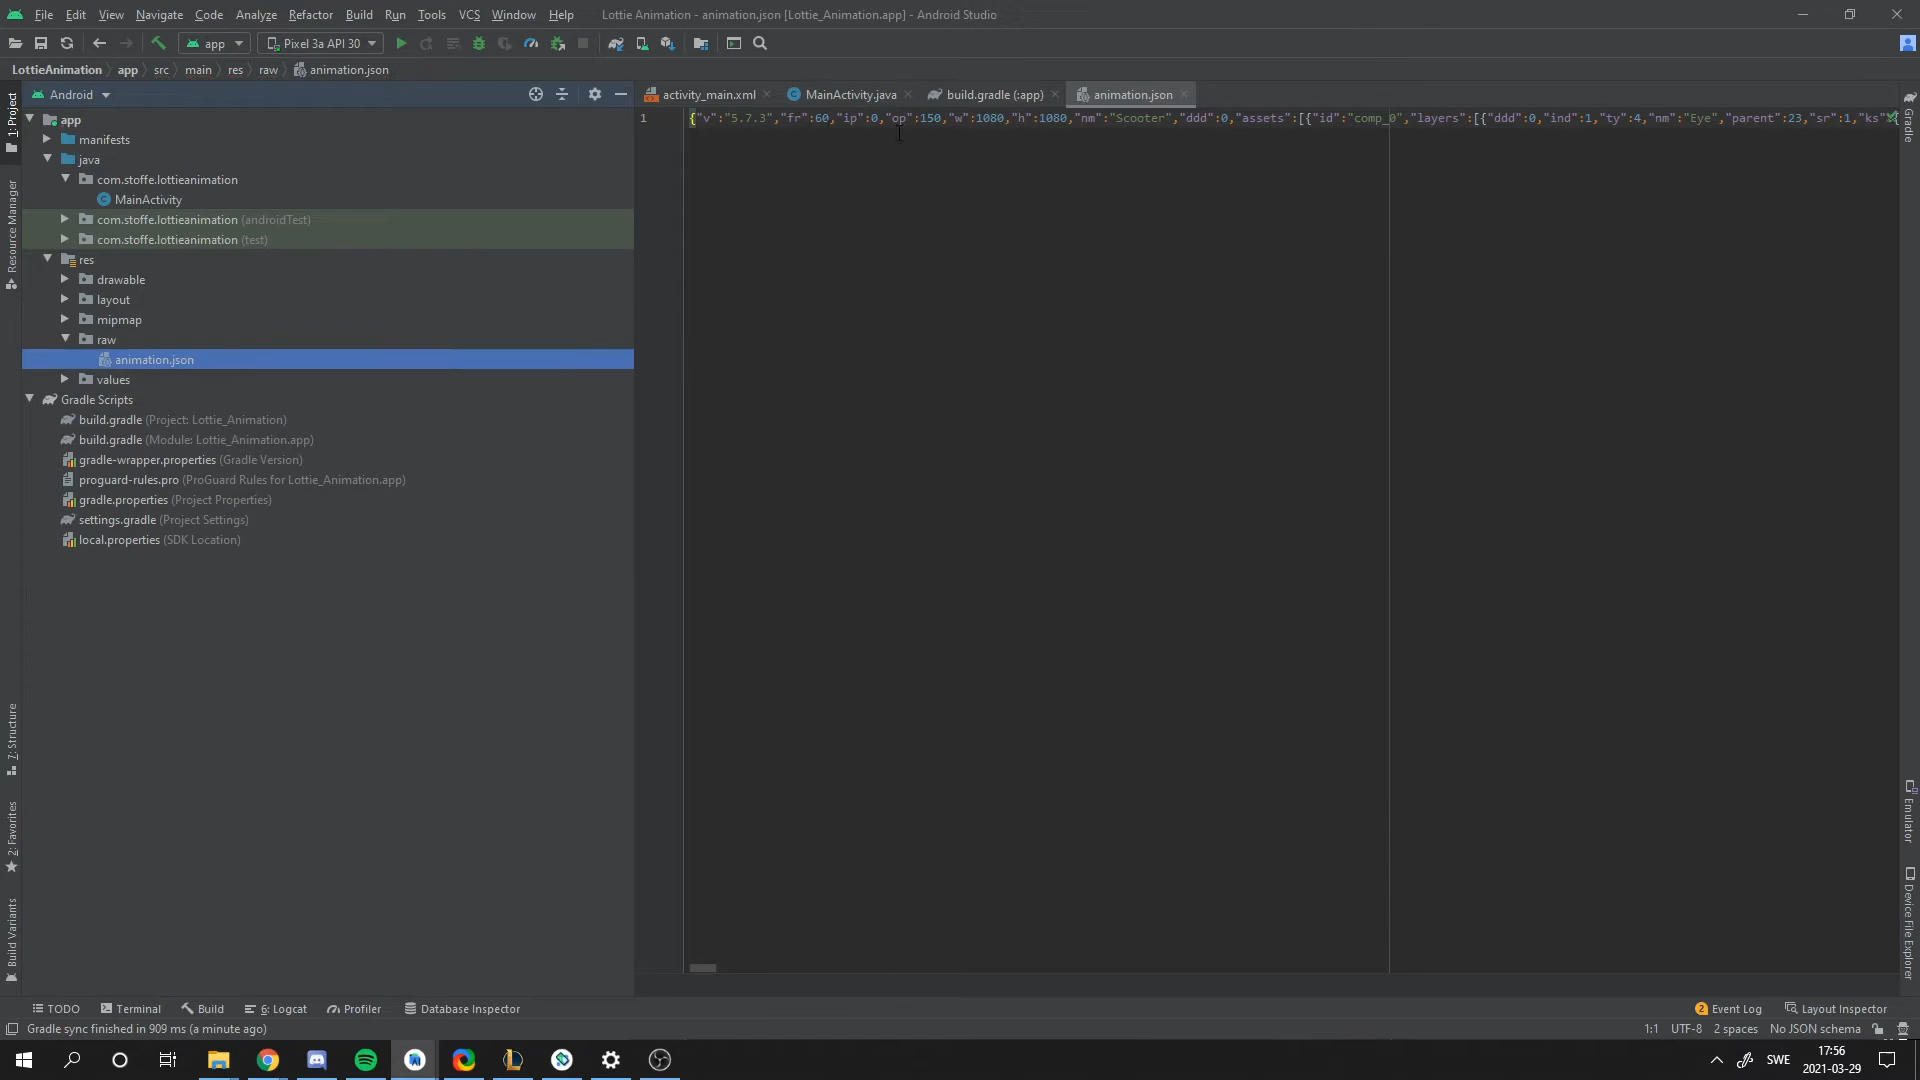 File Edit View Navigate Code Analyze Refactor Build Run Tools VCS Window Help Lottie Animation - animation.json [Lottie_Animation.app] - Android Studio
app Pixel 3a API 30
LottieAnimation app src main res raw animation.json
Android
activity_main.xml MainActivity.java build.gradle (:app) animation.json
1 {"v":"5.7.3","fr":60,"ip":0,"op":150,"w":1080,"h":1080,"nm":"Scooter","ddd":0,"assets":[{"id":"comp_0","layers":[{"ddd":0,"ind":1,"ty":4,"nm":"Eye","parent":23,"sr":1,"ks"
app
manifests
java
com.stoffe.lottieanimation
MainActivity
com.stoffe.lottieanimation (androidTest)
com.stoffe.lottieanimation (test)
res
drawable
layout
mipmap
raw
animation.json
values
Gradle Scripts
build.gradle (Project: Lottie_Animation)
build.gradle (Module: Lottie_Animation.app)
gradle-wrapper.properties (Gradle Version)
proguard-rules.pro (ProGuard Rules for Lottie_Animation.app)
gradle.properties (Project Properties)
settings.gradle (Project Settings)
local.properties (SDK Location)
1: Project
Resource Manager
7: Structure
2: Favorites
Build Variants
Gradle
Emulator
Device File Explorer
TODO Terminal Build 6: Logcat Profiler Database Inspector 2 Event Log Layout Inspector
Gradle sync finished in 909 ms (a minute ago) 1:1 UTF-8 2 spaces No JSON schema
SWE 17:56
2021-03-29